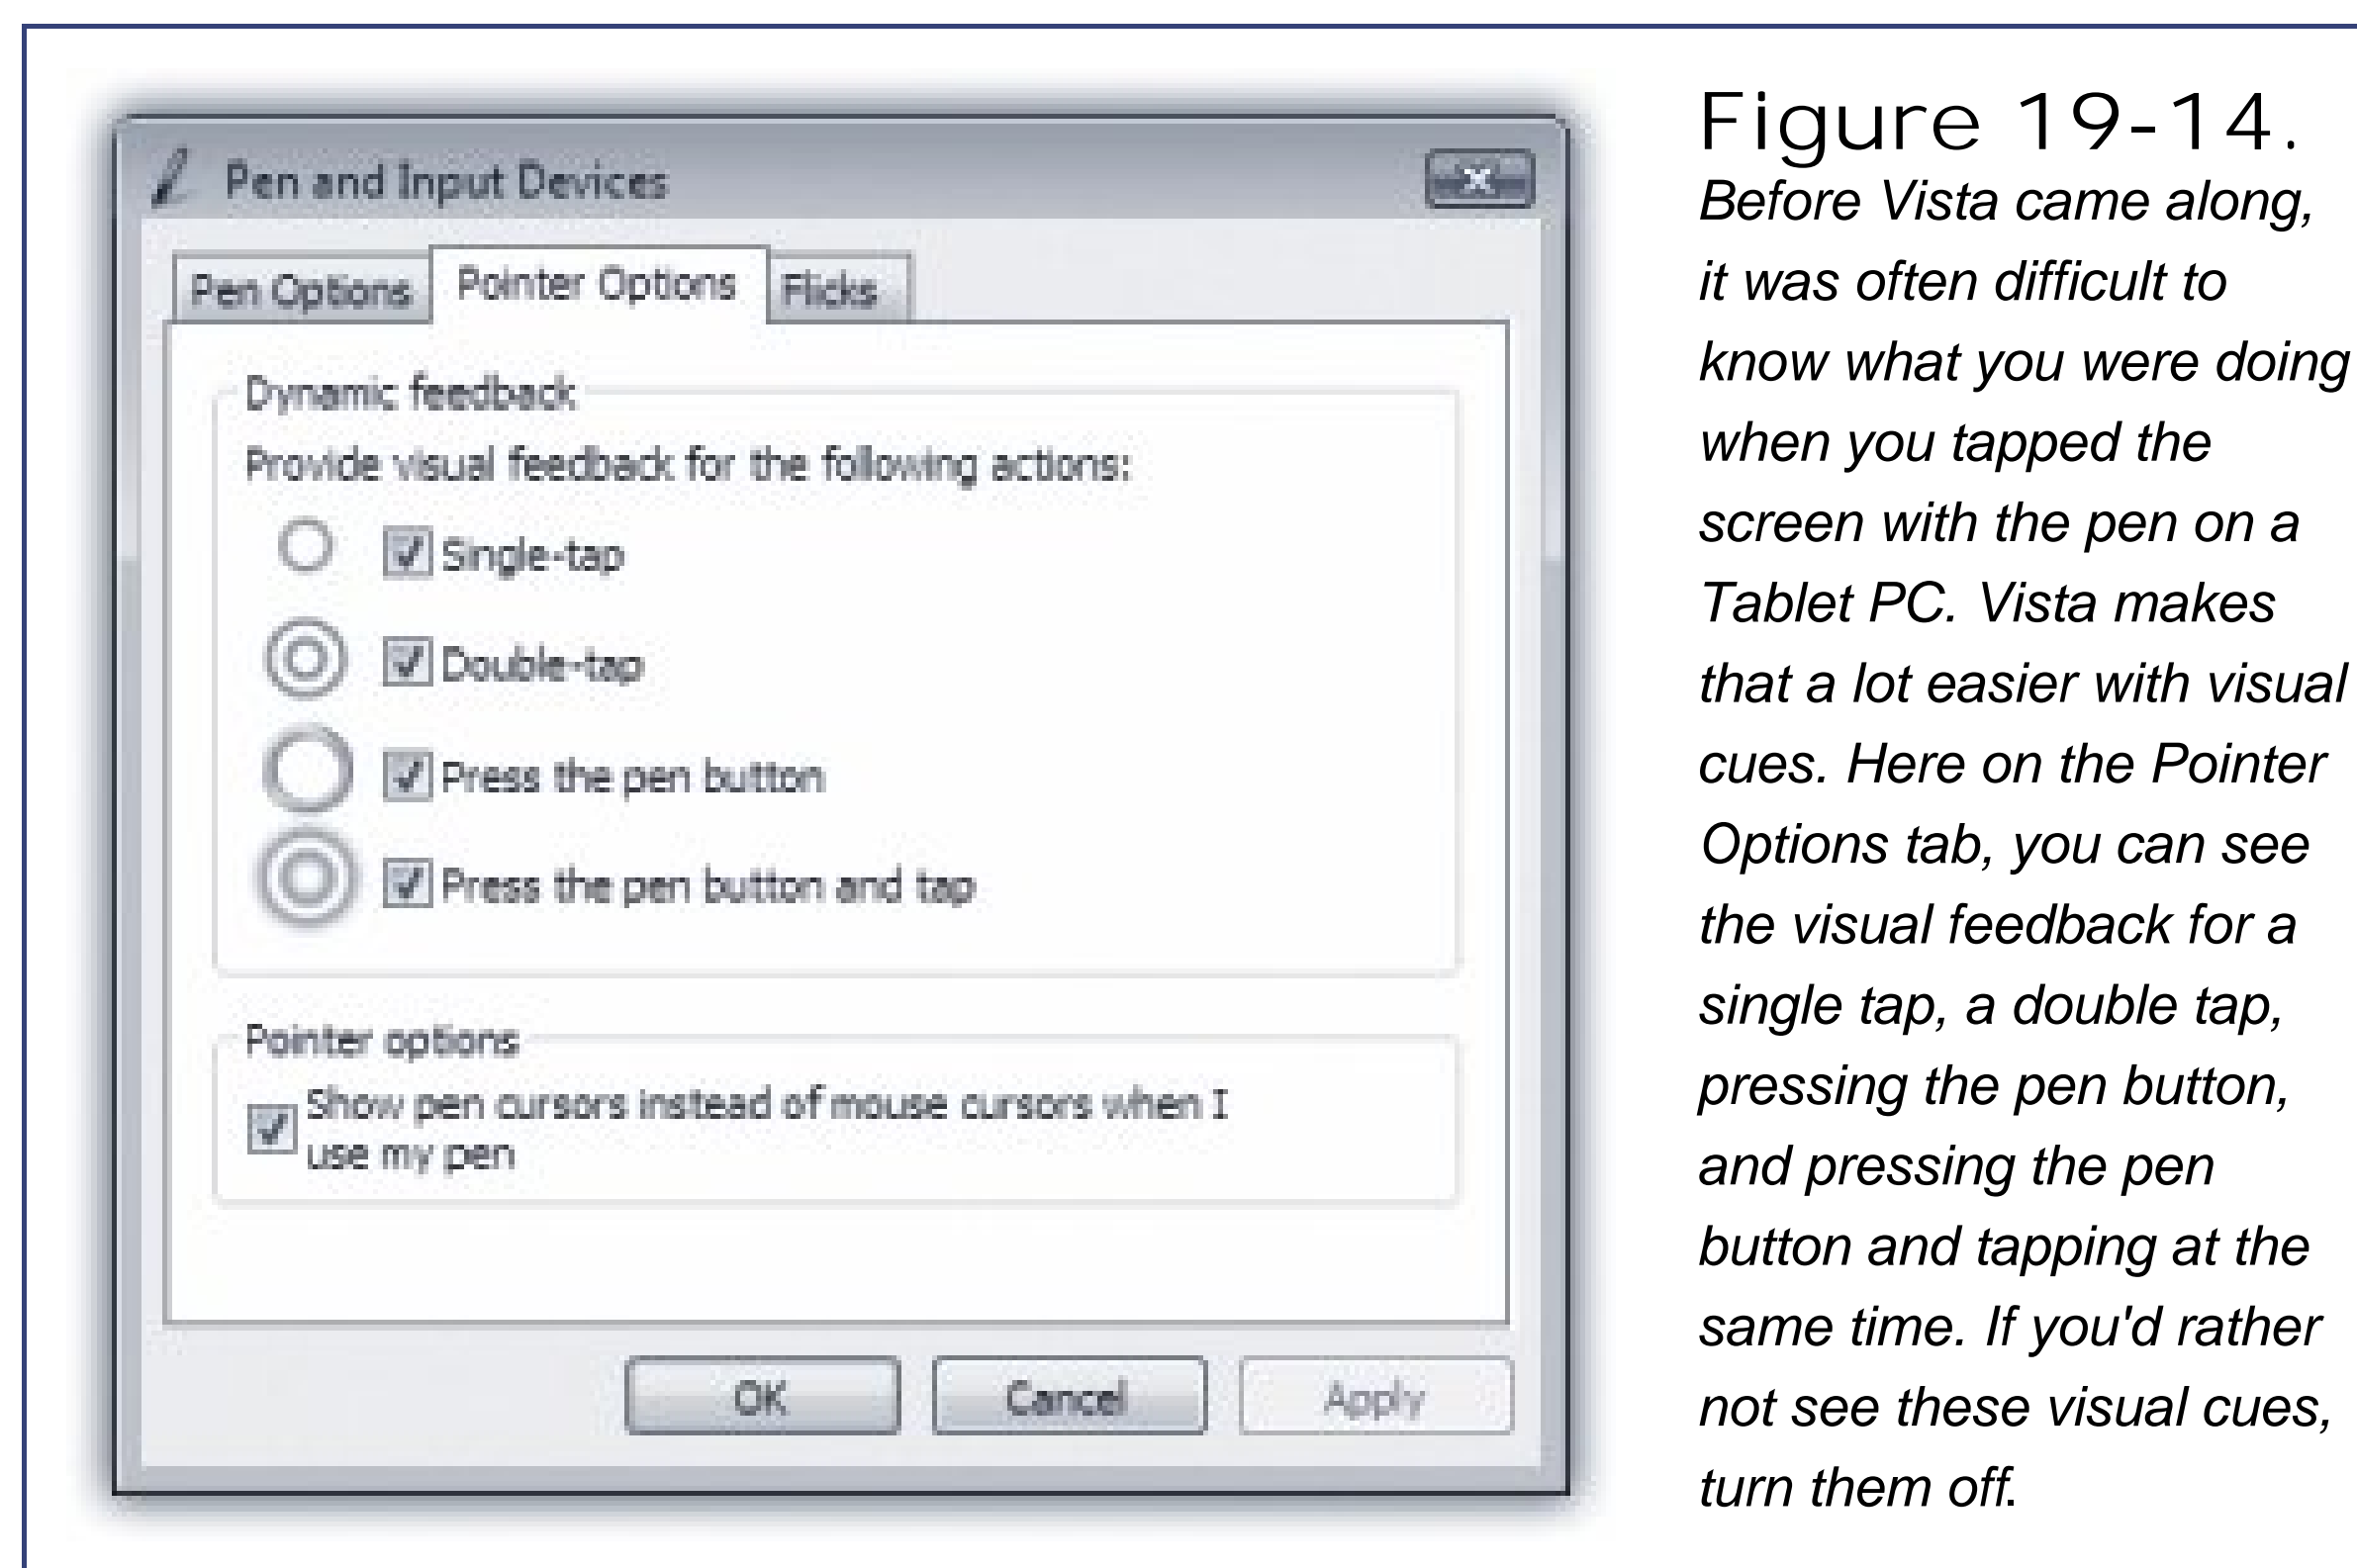 Pen and Input Devices
Pen Options
Pointer Options
Flicks
Dynamic feedback
Provide visual feedback for the following actions:
Single-tap
Double-tap
Press the pen button
Press the pen button and tap
Pointer options
Show pen cursors instead of mouse cursors when I
use my pen
OK
Cancel
Apply
Figure 19-14.
Before Vista came along,
it was often difficult to
know what you were doing
when you tapped the
screen with the pen on a
Tablet PC. Vista makes
that a lot easier with visual
cues. Here on the Pointer
Options tab, you can see
the visual feedback for a
single tap, a double tap,
pressing the pen button,
and pressing the pen
button and tapping at the
same time. If you'd rather
not see these visual cues,
turn them off.